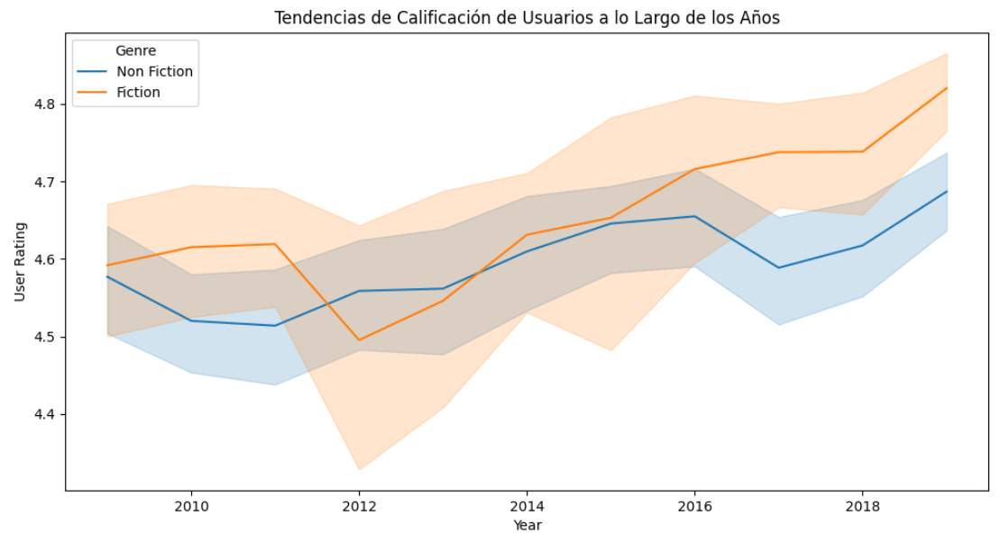 Tendencias de Calificación de Usuarios a lo Largo de los Años
Genre
Non Fiction
Fiction
User Rating
4.8
4.7
4.6
4.5
4.4
2010
2012
2014
2016
2018
Year